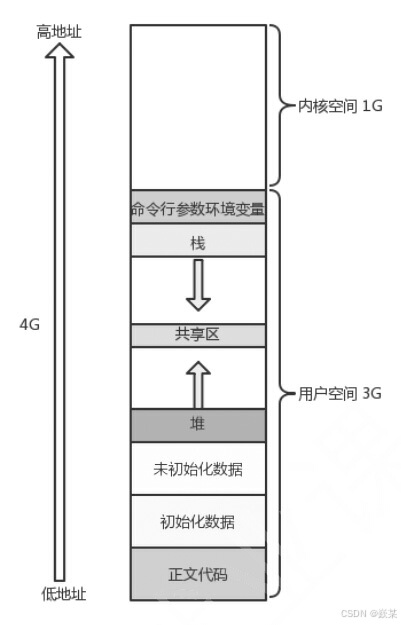 高地址
内核空间 1G
命令行参数环境变量
栈
4G
共享区
用户空间 3G
堆
未初始化数据
初始化数据
正文代码
低地址
CSDN @蹶某